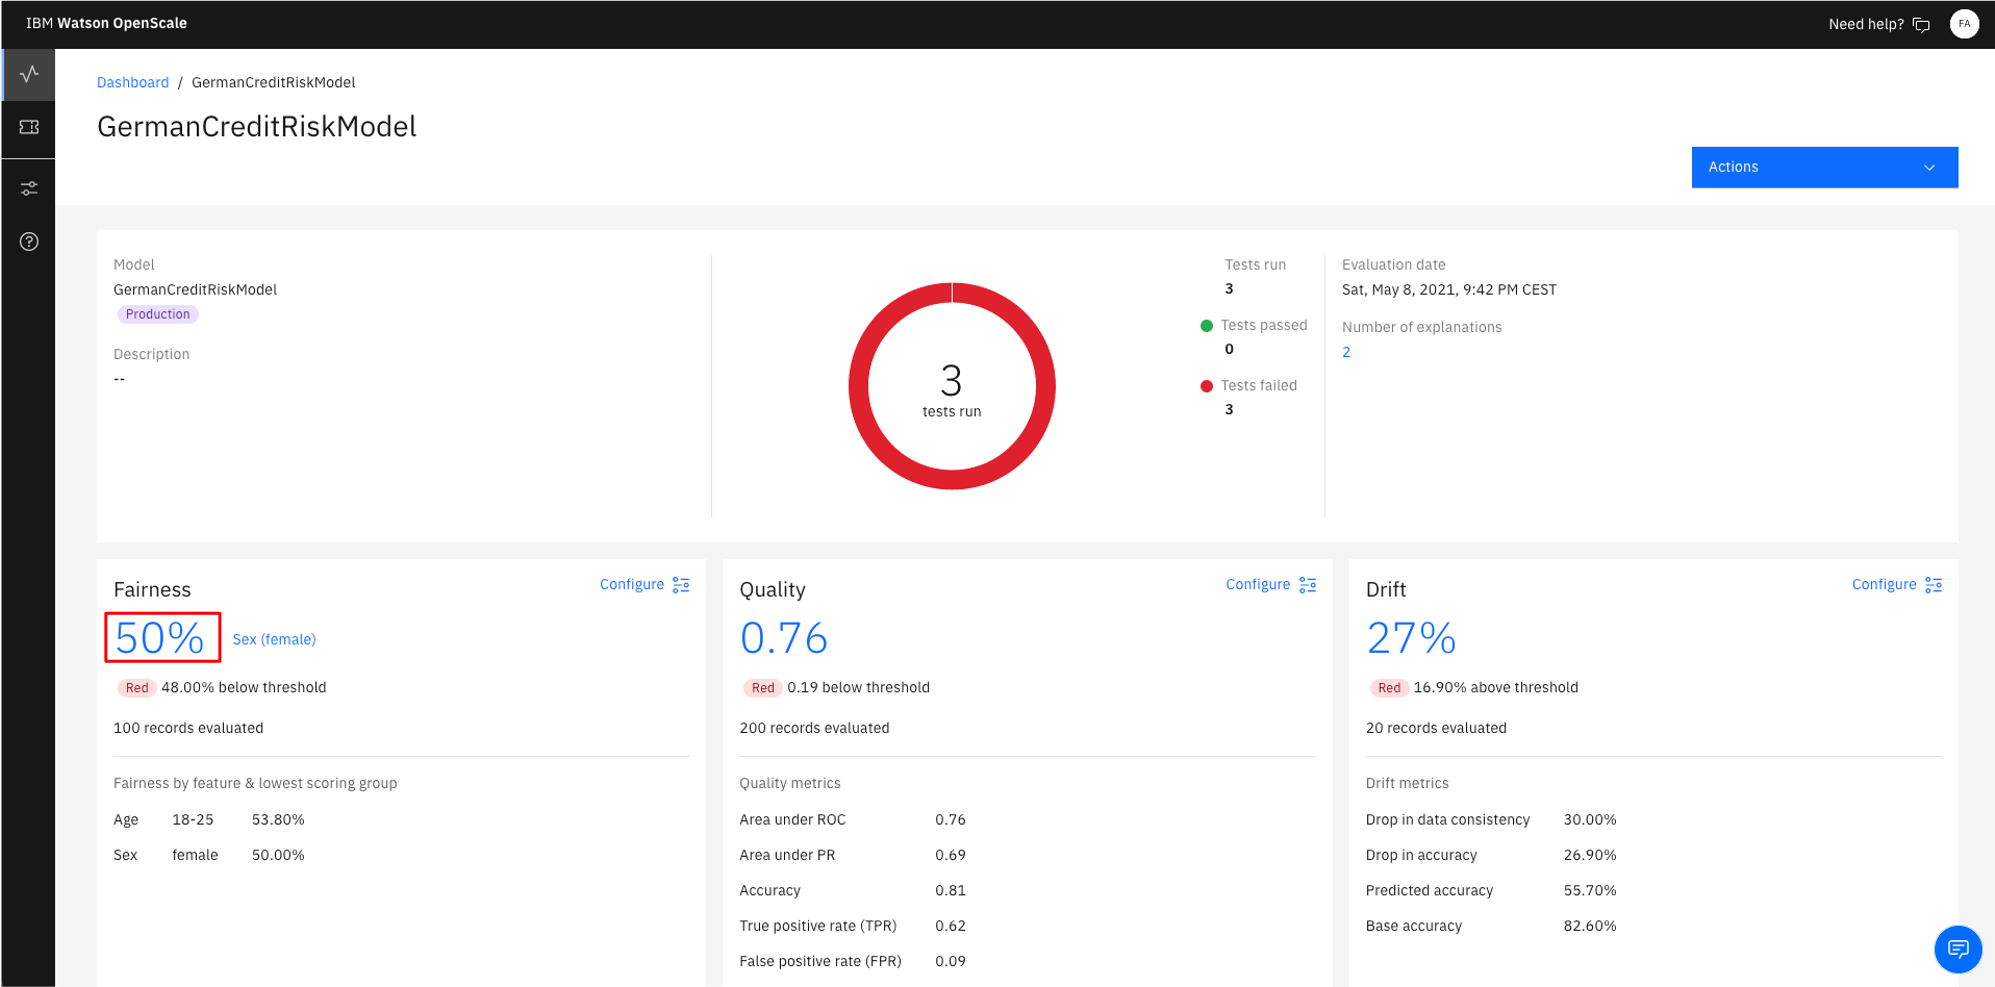 IBM Watson OpenScale
Need help?
FA
Dashboard / GermanCreditRiskModel
GermanCreditRiskModel
Actions
Model
GermanCreditRiskModel
Production
Description
--
3
tests run
Tests run
3
Tests passed
0
Tests failed
3
Evaluation date
Sat, May 8, 2021, 9:42 PM CEST
Number of explanations
2
Fairness
Configure
50% Sex (female)
Red 48.00% below threshold
100 records evaluated
Fairness by feature & lowest scoring group
Age 18-25 53.80%
Sex female 50.00%
Quality
Configure
0.76
Red 0.19 below threshold
200 records evaluated
Quality metrics
Area under ROC 0.76
Area under PR 0.69
Accuracy 0.81
True positive rate (TPR) 0.62
False positive rate (FPR) 0.09
Drift
Configure
27%
Red 16.90% above threshold
20 records evaluated
Drift metrics
Drop in data consistency 30.00%
Drop in accuracy 26.90%
Predicted accuracy 55.70%
Base accuracy 82.60%